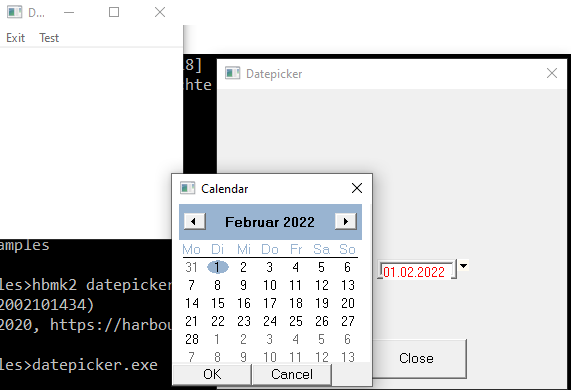 D...
Exit Test
8]
chte
Datepicker
Calendar
Februar 2022
Mo Di Mi Do Fr Sa So
31 1 2 3 4 5 6
7 8 9 10 11 12 13
14 15 16 17 18 19 20
21 22 23 24 25 26 27
28 1 2 3 4 5 6
7 8 9 10 11 12 13
OK Cancel
01.02.2022
Close
amples
les>hbmk2 datepicker
2002101434)
2020, https://harbou
les>datepicker.exe